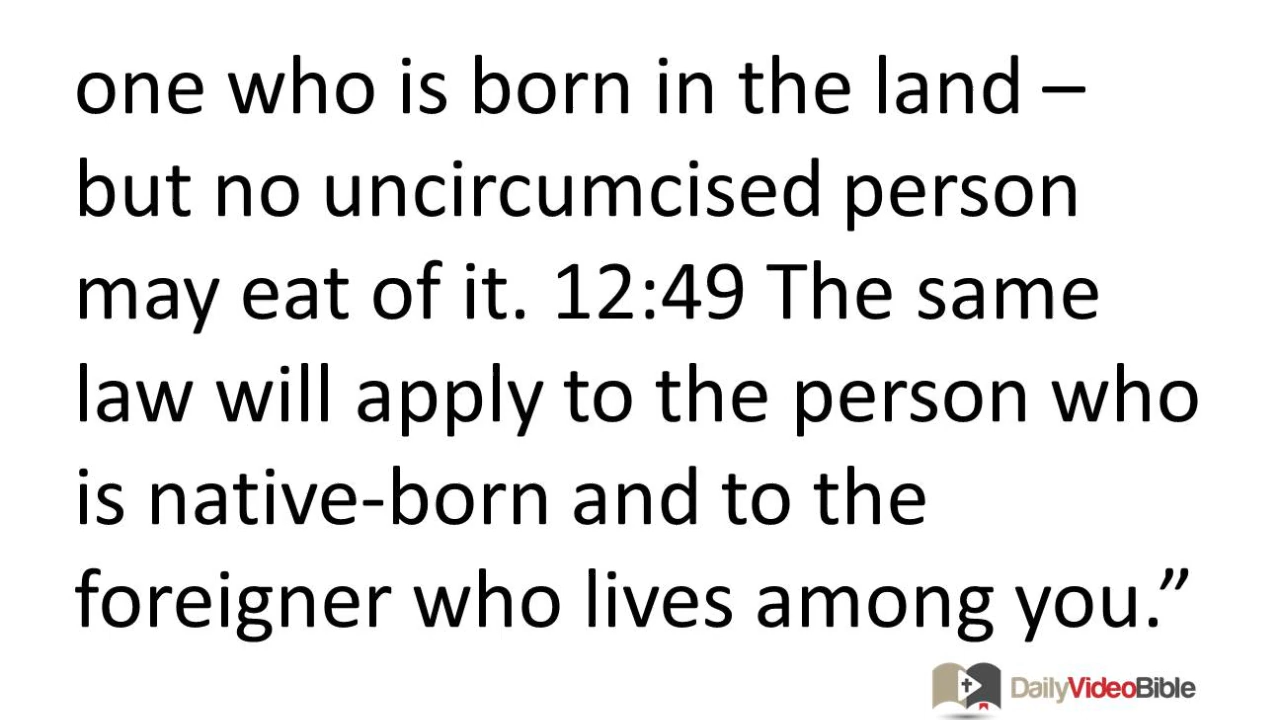 one who is born in the land –
but no uncircumcised person
may eat of it. 12:49 The same
law will apply to the person who
is native-born and to the
foreigner who lives among you.”
DailyVideoBible